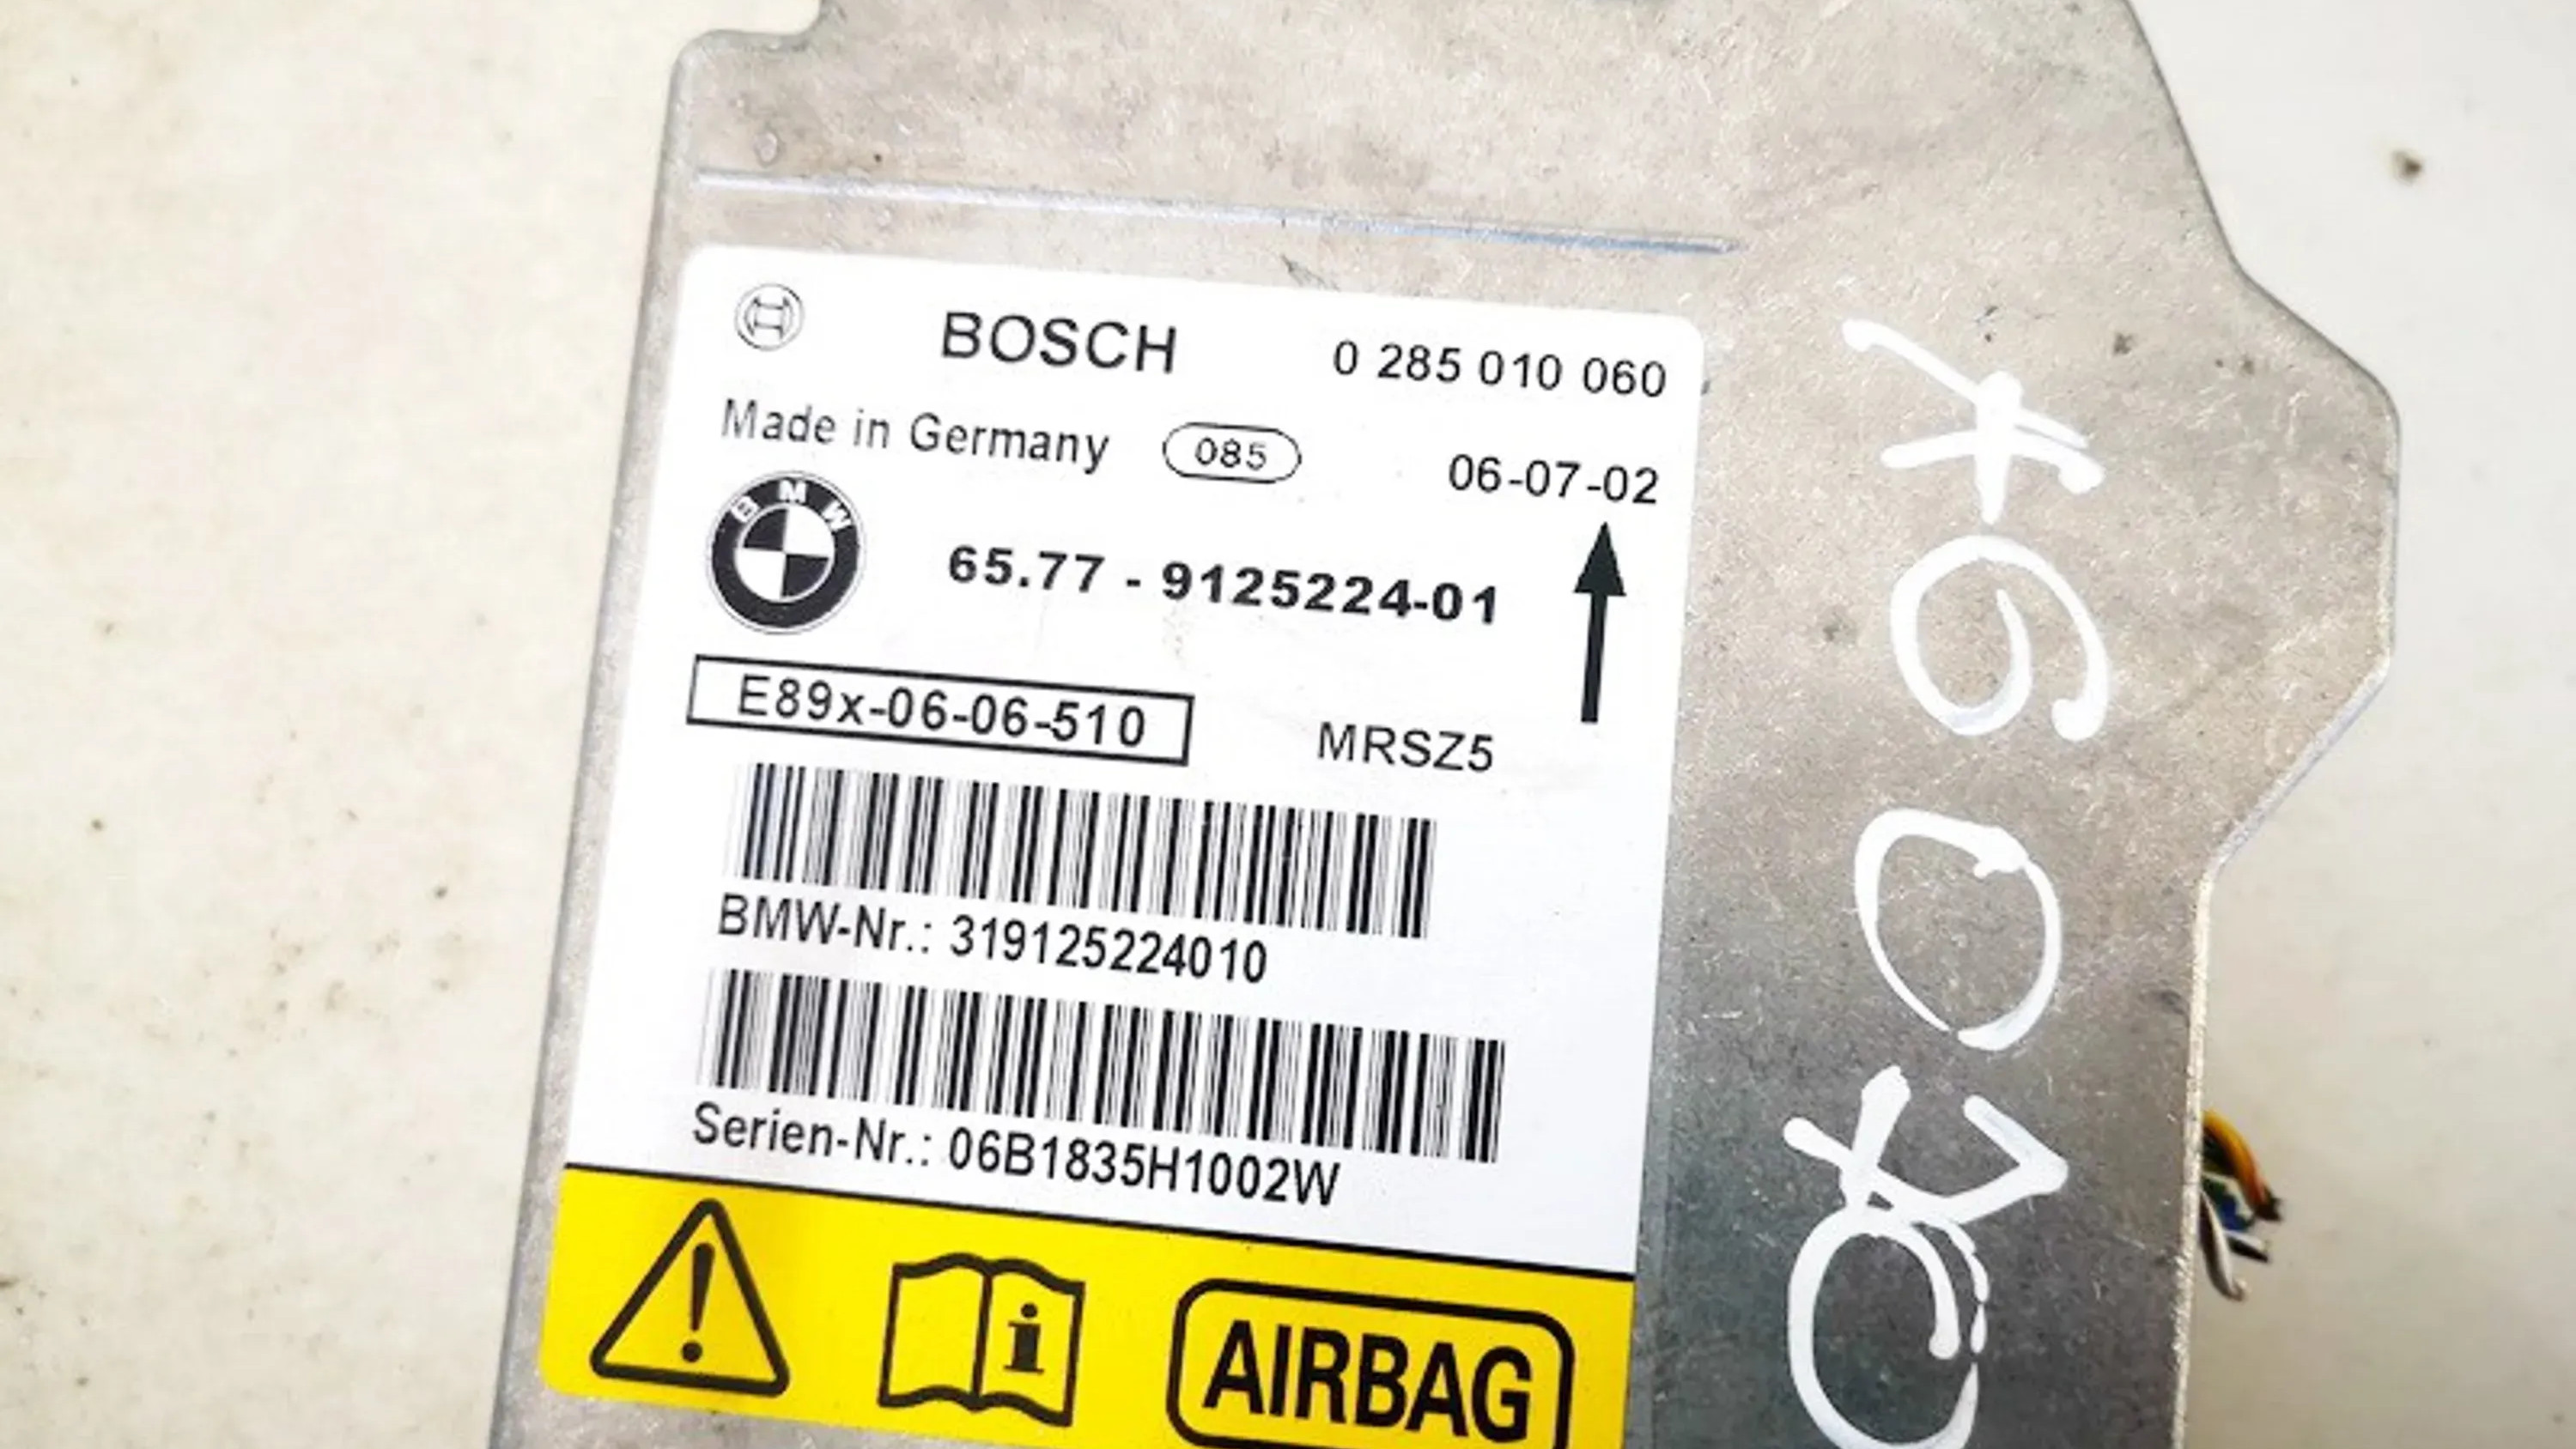 BOSCH 0 285 010 060
Made in Germany 085 06-07-02
BMW
65.77 - 9125224-01
E89x-06-06-510
MRSZ5
BMW-Nr.: 319125224010
Serien-Nr.: 06B1835H1002W
i
AIRBAG